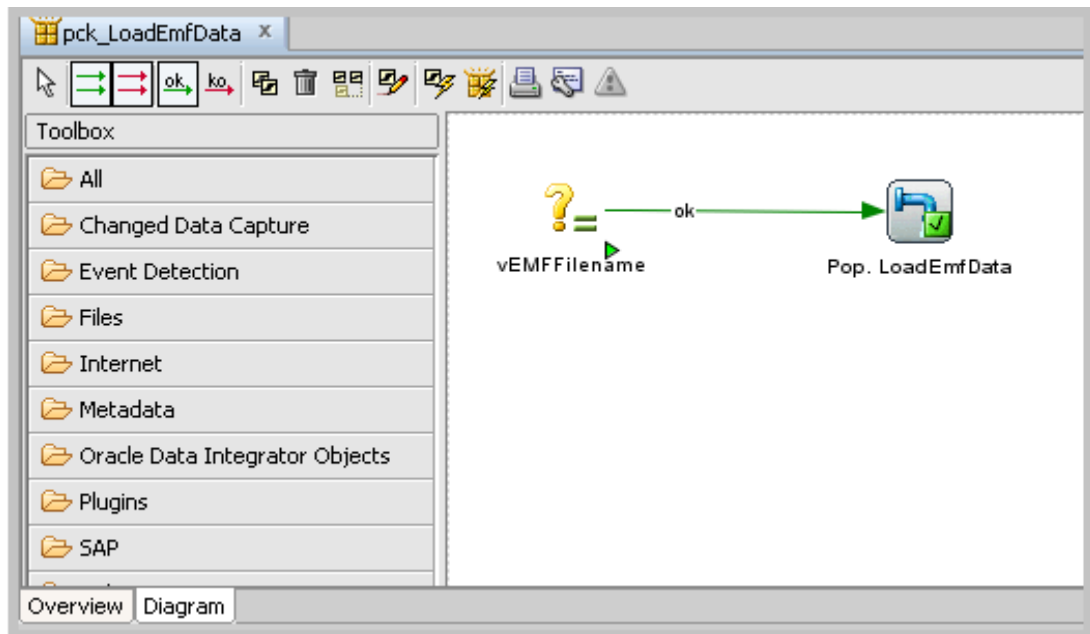 pck_LoadEmfData x
ok ko
Toolbox
All
Changed Data Capture
Event Detection
Files
Internet
Metadata
Oracle Data Integrator Objects
Plugins
SAP
ok
vEMFFilename
Pop. LoadEmfData
Overview Diagram